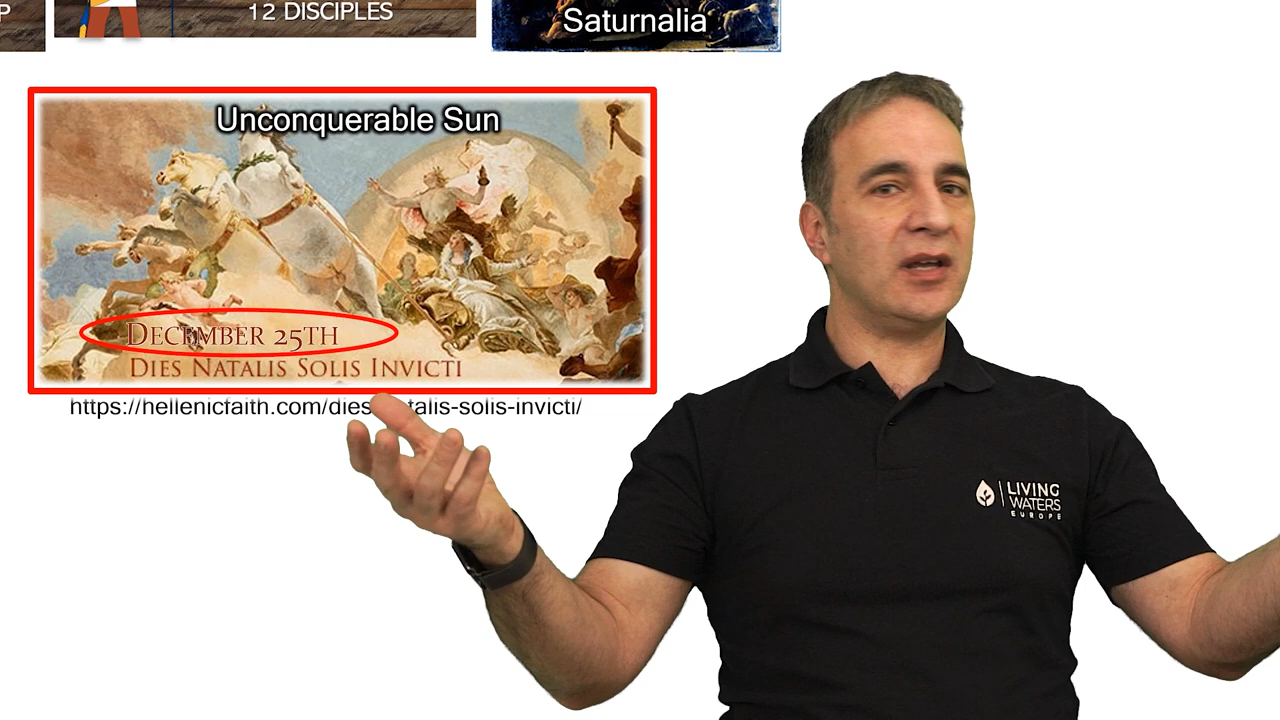 P
12 DISCIPLES
Saturnalia
Unconquerable Sun
DECEMBER 25TH
DIES NATALIS SOLIS INVICTI
https://hellenicfaith.com/dies- talis-solis-invicti/
LIVING
WATERS
EUROPE